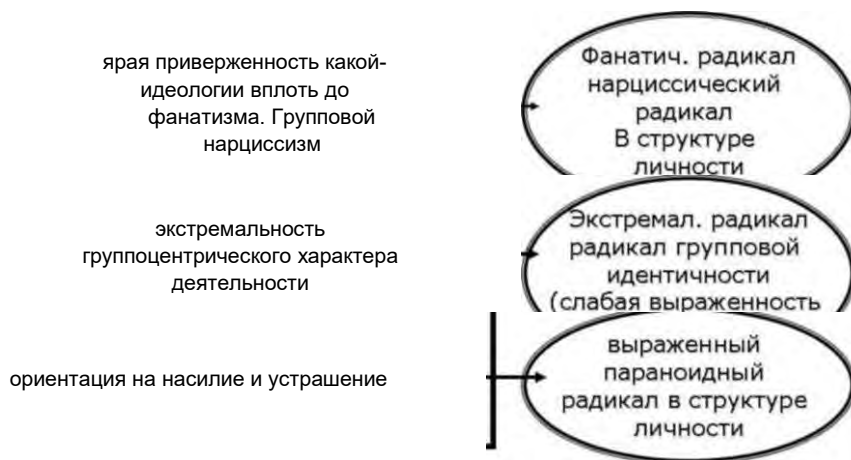 ярая приверженность какой-
идеологии вплоть до
фанатизма. Групповой
нарциссизм
Фанатич. радикал
нарциссический
радикал
В структуре
личности
экстремальность
группоцентрического характера
деятельности
Экстремал. радикал
радикал групповой
идентичности
(слабая выраженность
ориентация на насилие и устрашение
выраженный
параноидный
радикал в структуре
личности